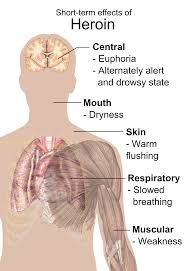 Short-term effects of
Heroin
Central
- Euphoria
- Alternately alert
and drowsy state
Mouth
- Dryness
Skin
- Warm
flushing
Respiratory
- Slowed
breathing
Muscular
- Weakness